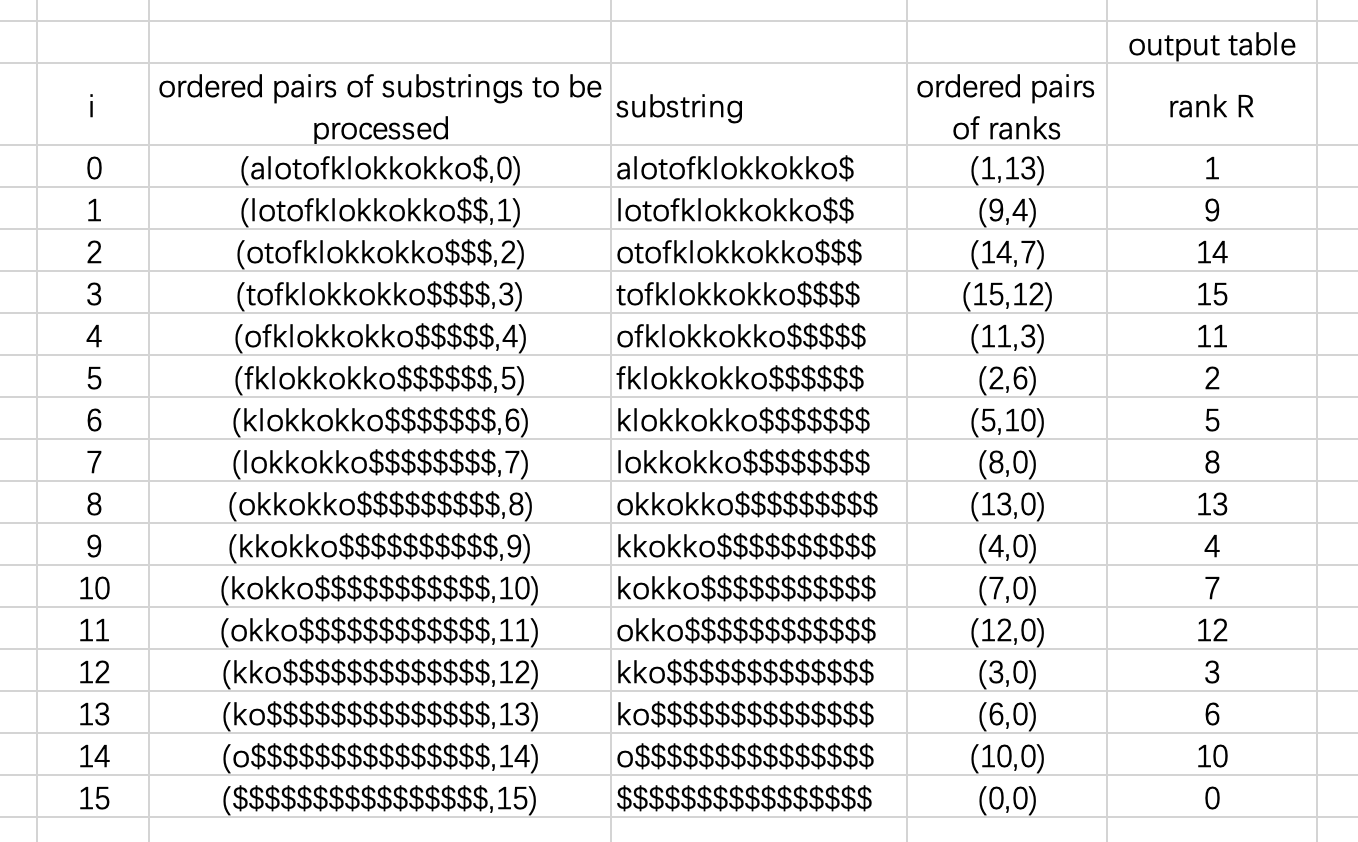 output table
i ordered pairs of substrings to be processed substring ordered pairs of ranks rank R
0 (alotofklokkokko$,0) alotofklokkokko$ (1,13) 1
1 (lotofklokkokko$$,1) lotofklokkokko$$ (9,4) 9
2 (otofklokkokko$$$,2) otofklokkokko$$$ (14,7) 14
3 (tofklokkokko$$$$,3) tofklokkokko$$$$ (15,12) 15
4 (ofklokkokko$$$$$,4) ofklokkokko$$$$$ (11,3) 11
5 (fklokkokko$$$$$$,5) fklokkokko$$$$$$ (2,6) 2
6 (klokkokko$$$$$$$,6) klokkokko$$$$$$$ (5,10) 5
7 (lokkokko$$$$$$$$,7) lokkokko$$$$$$$$ (8,0) 8
8 (okkokko$$$$$$$$$,8) okkokko$$$$$$$$$ (13,0) 13
9 (kkokko$$$$$$$$$$,9) kkokko$$$$$$$$$$ (4,0) 4
10 (kokko$$$$$$$$$$$,10) kokko$$$$$$$$$$$ (7,0) 7
11 (okko$$$$$$$$$$$$,11) okko$$$$$$$$$$$$ (12,0) 12
12 (kko$$$$$$$$$$$$$,12) kko$$$$$$$$$$$$$ (3,0) 3
13 (ko$$$$$$$$$$$$$$,13) ko$$$$$$$$$$$$$$ (6,0) 6
14 (o$$$$$$$$$$$$$$$,14) o$$$$$$$$$$$$$$$ (10,0) 10
15 ($$$$$$$$$$$$$$$$,15) $$$$$$$$$$$$$$$$ (0,0) 0